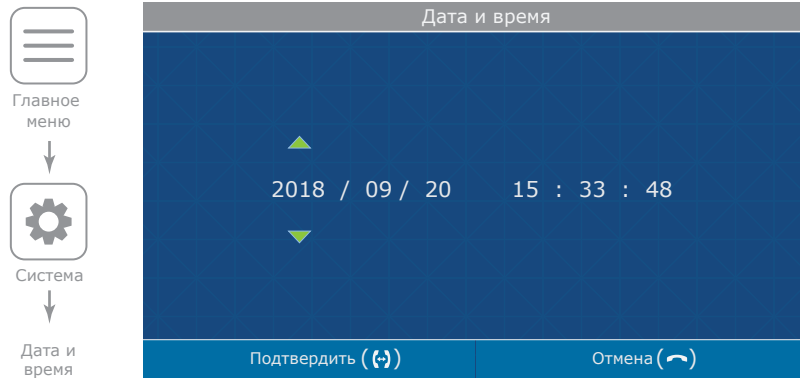 Главное
меню
Система
Дата и
время
Дата и время
2018 / 09 / 20 15 : 33 : 48
Подтвердить ( ) Отмена ( )